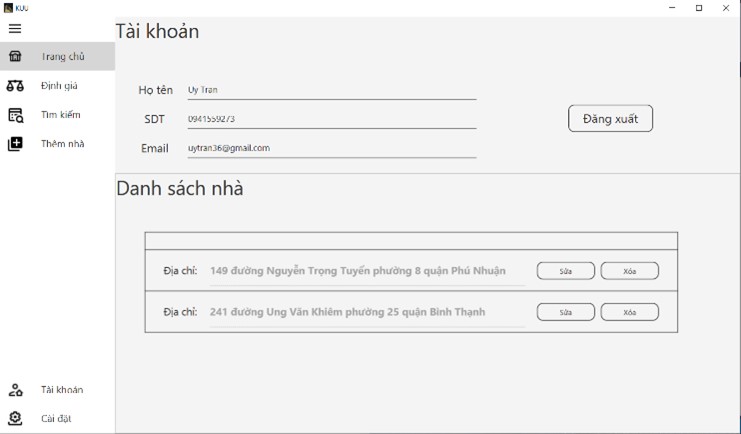 KUU
Tài khoản
Trang chủ
Định giá
Tìm kiếm
Thêm nhà
Họ tên Uy Tran
SDT 0941559273
Email uytran36@gmail.com
Đăng xuất
Danh sách nhà
Địa chỉ: 149 đường Nguyễn Trọng Tuyển phường 8 quận Phú Nhuận Sửa Xóa
Địa chỉ: 241 đường Ung Văn Khiêm phường 25 quận Bình Thạnh Sửa Xóa
Tài khoản
Cài đặt